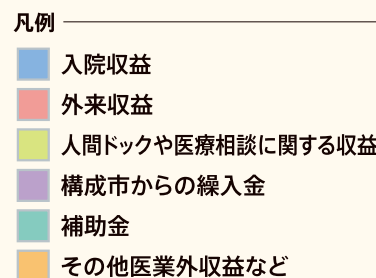 凡例
入院収益
外来収益
人間ドックや医療相談に関する収益
構成市からの繰入金
補助金
その他医業外収益など